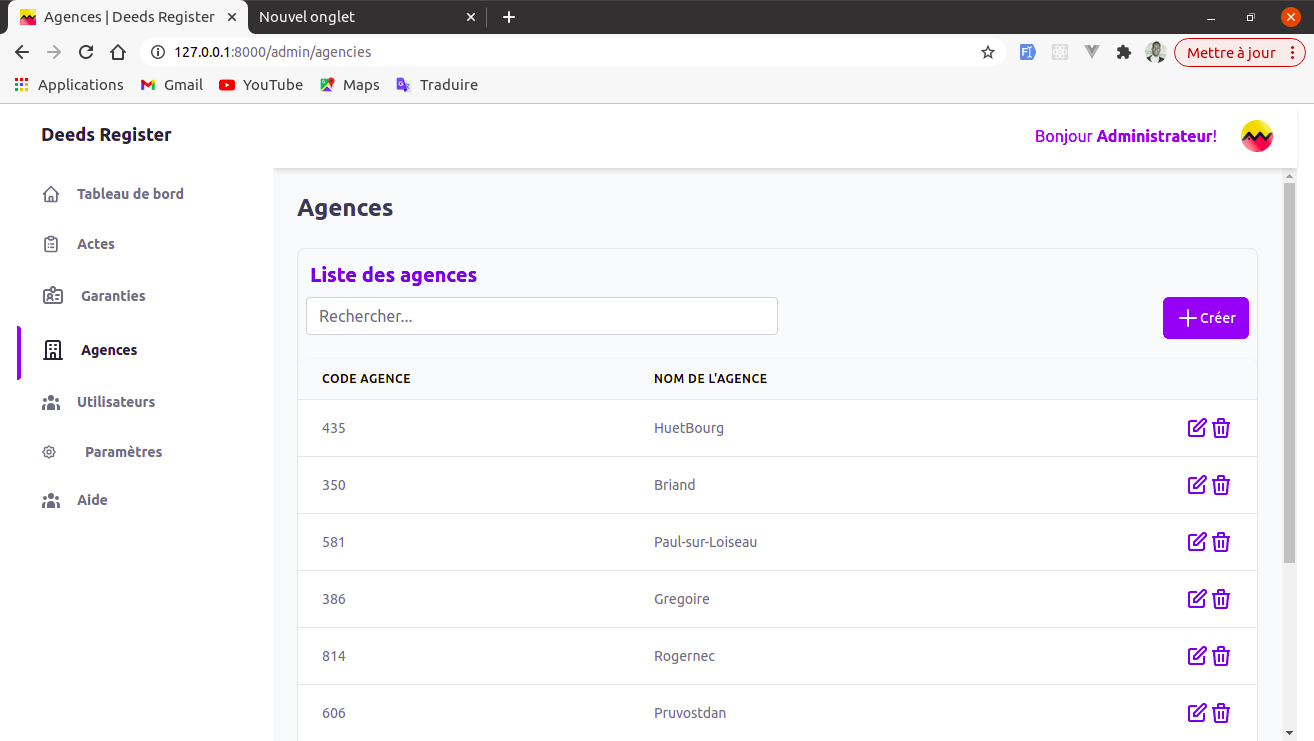 Agences | Deeds Register
Nouvel onglet
127.0.0.1:8000/admin/agencies
Mettre à jour
Applications
Gmail
YouTube
Maps
Traduire
Deeds Register
Bonjour Administrateur!
Tableau de bord
Actes
Garanties
Agences
Utilisateurs
Paramètres
Aide
Agences
Liste des agences
Rechercher...
Créer
CODE AGENCE NOM DE L'AGENCE
435 HuetBourg
350 Briand
581 Paul-sur-Loiseau
386 Gregoire
814 Rogernec
606 Pruvostdan